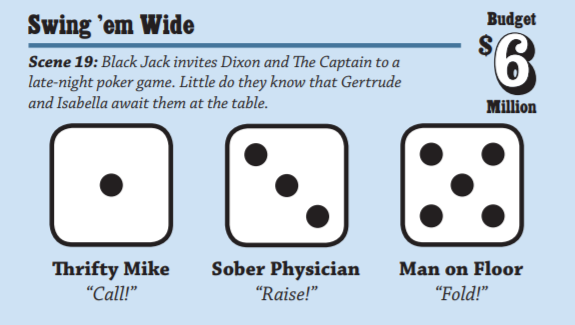 Swing ’em Wide
Budget
$6
Million
Scene 19: Black Jack invites Dixon and The Captain to a
late-night poker game. Little do they know that Gertrude
and Isabella await them at the table.
Thrifty Mike
“Call!”
Sober Physician
“Raise!”
Man on Floor
“Fold!”